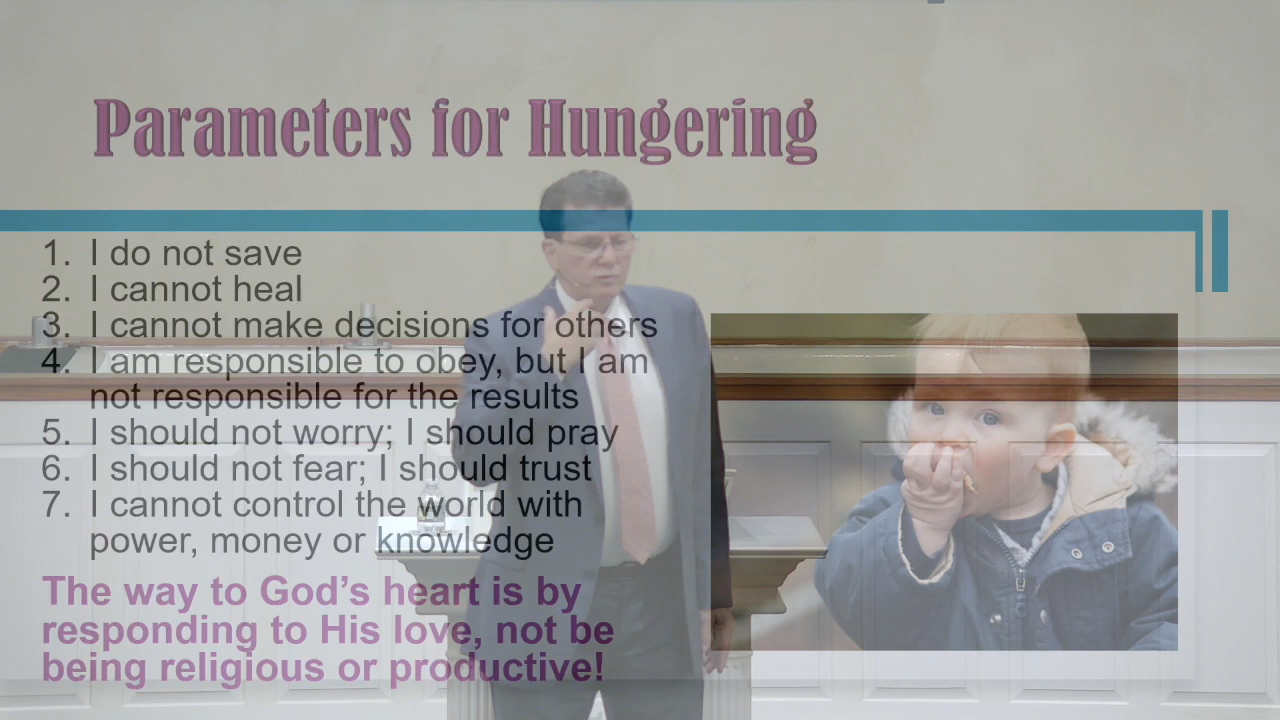 Parameters for Hungering
1. I do not save
2. I cannot heal
3. I cannot make decisions for others
4. I am responsible to obey, but I am
not responsible for the results
5. I should not worry; I should pray
6. I should not fear; I should trust
7. I cannot control the world with
power, money or knowledge
The way to God’s heart is by
responding to His love, not be
being religious or productive!